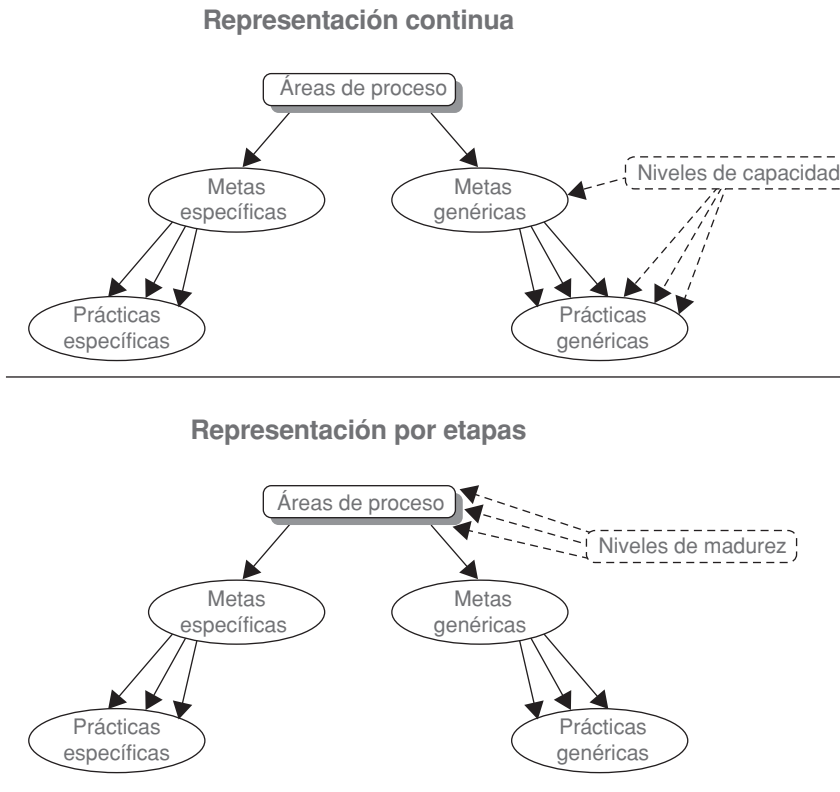 Representación continua
Áreas de proceso
Metas
específicas
Metas
genéricas
Niveles de capacidad
Prácticas
específicas
Prácticas
genéricas
Representación por etapas
Áreas de proceso
Niveles de madurez
Metas
específicas
Metas
genéricas
Prácticas
específicas
Prácticas
genéricas